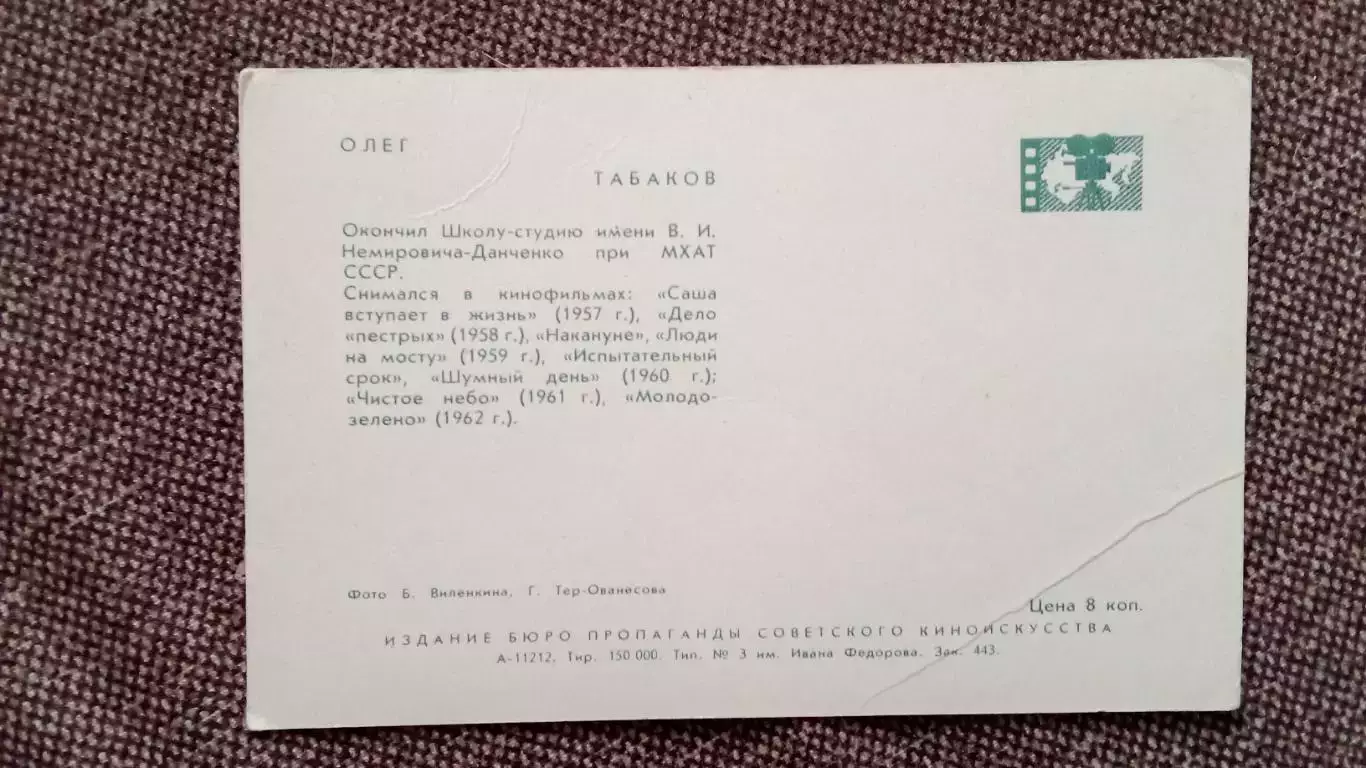 ОЛЕГ
ТАБАКОВ
Окончил Школу-студию имени В. И.
Немировича-Данченко при МХАТ
СССР.
Снимался в кинофильмах: «Саша
вступает в жизнь» (1957 г.), «Дело
«пестрых» (1958 г.), «Накануне», «Люди
на мосту» (1959 г.), «Испытательный
срок», «Шумный день» (1960 г.);
«Чистое небо» (1961 г.), «Молодо-
зелено» (1962 г.).
Фото Б. Виленкина, Г. Тер-Ованесова
Цена 8 коп.
ИЗДАНИЕ БЮРО ПРОПАГАНДЫ СОВЕТСКОГО КИНОИСКУССТВА
А-11212. Тир. 150 000. Тип. № 3 им. Ивана Федорова. Зак. 443.